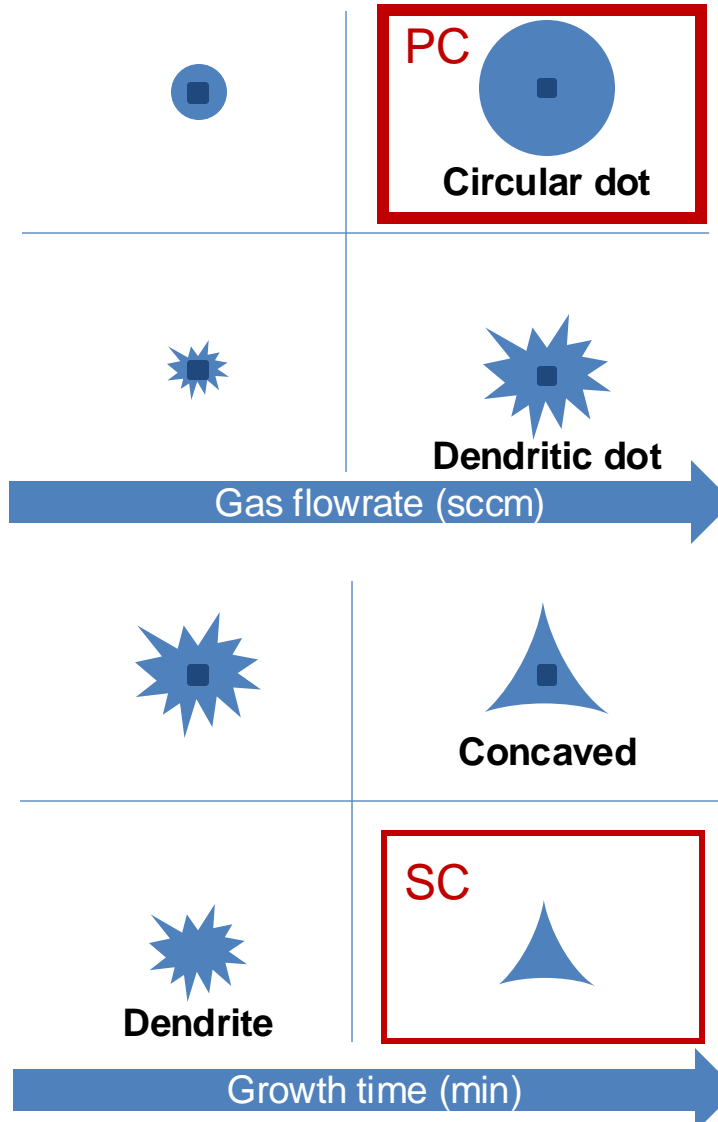 PC
Circular dot
Dendritic dot
Gas flowrate (sccm)
Concaved
SC
Dendrite
Growth time (min)